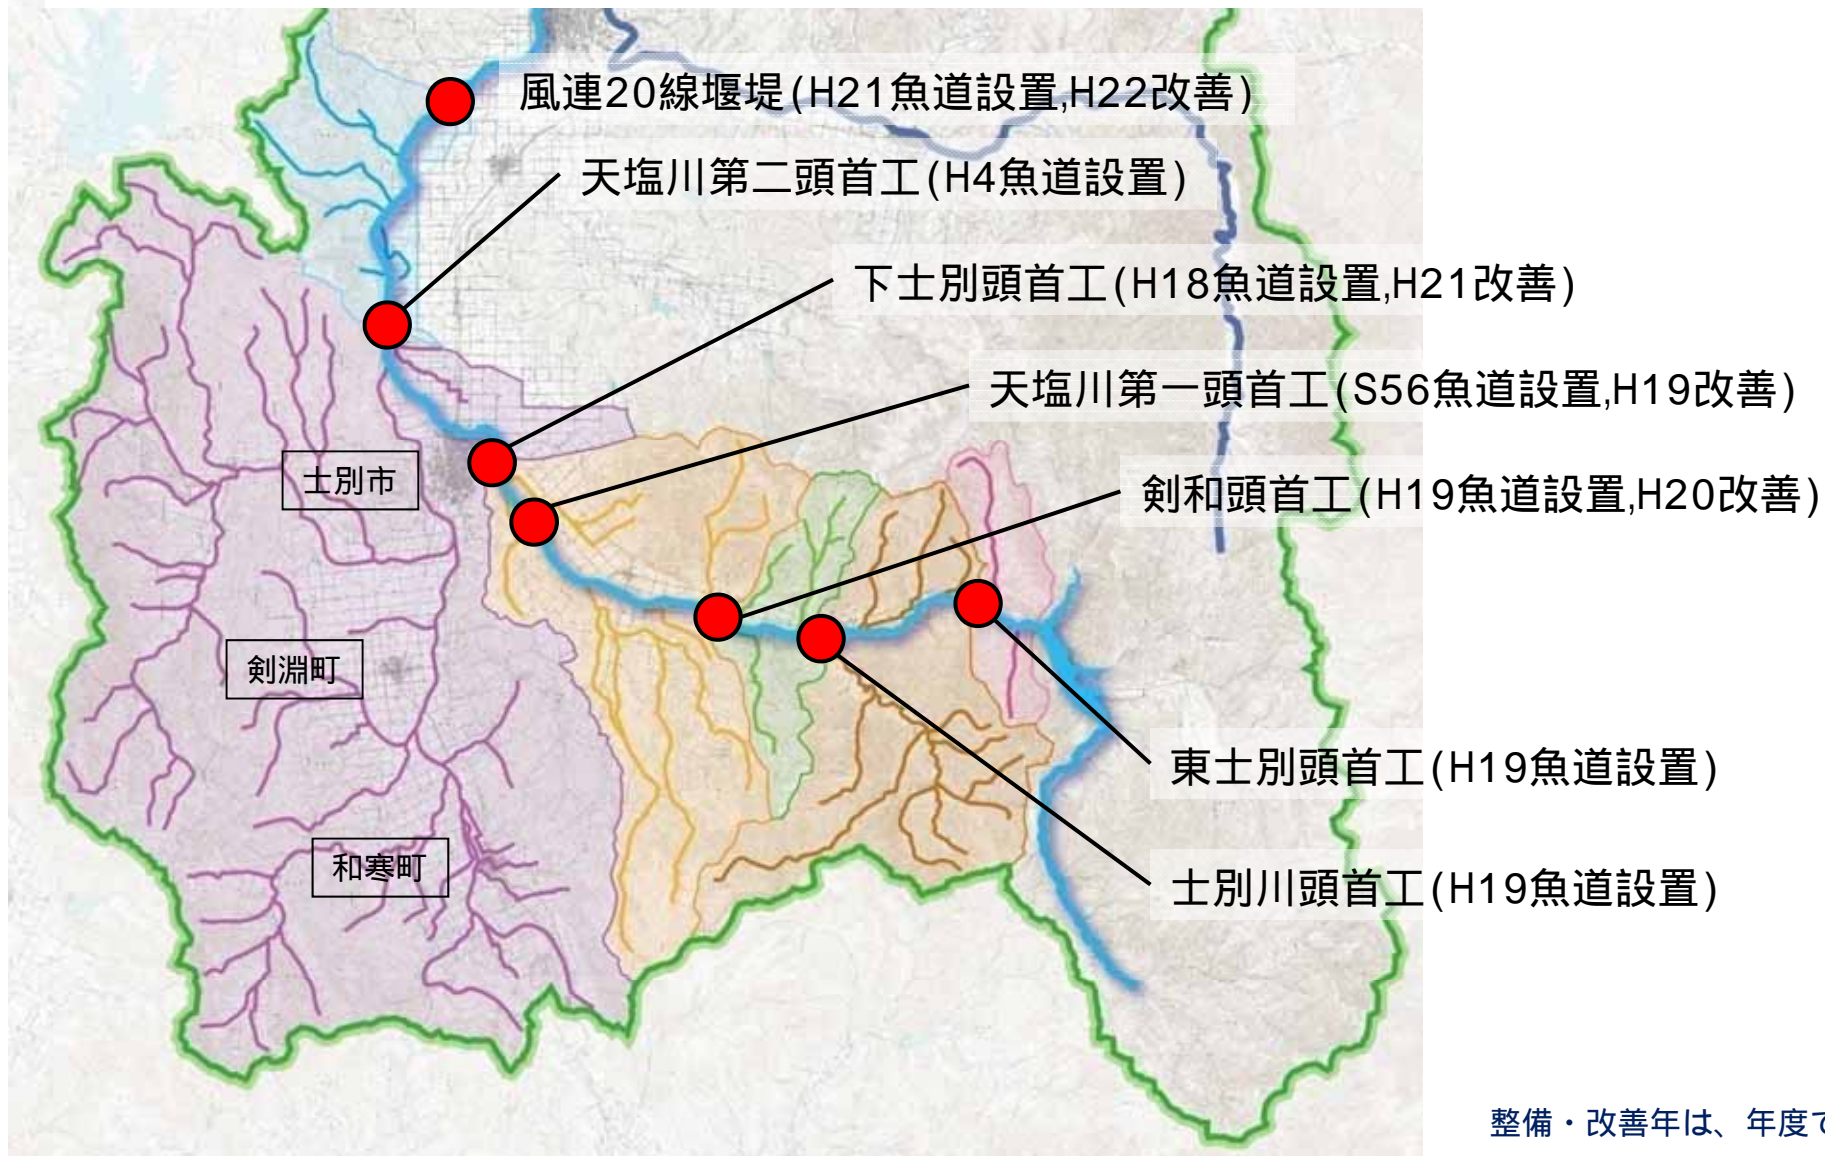 風連20線堰堤(H21魚道設置,H22改善)
天塩川第二頭首工(H4魚道設置)
下士別頭首工(H18魚道設置,H21改善)
天塩川第一頭首工(S56魚道設置,H19改善)
士別市
剣和頭首工(H19魚道設置,H20改善)
剣淵町
東士別頭首工(H19魚道設置)
和寒町
士別川頭首工(H19魚道設置)
整備・改善年は、年度で